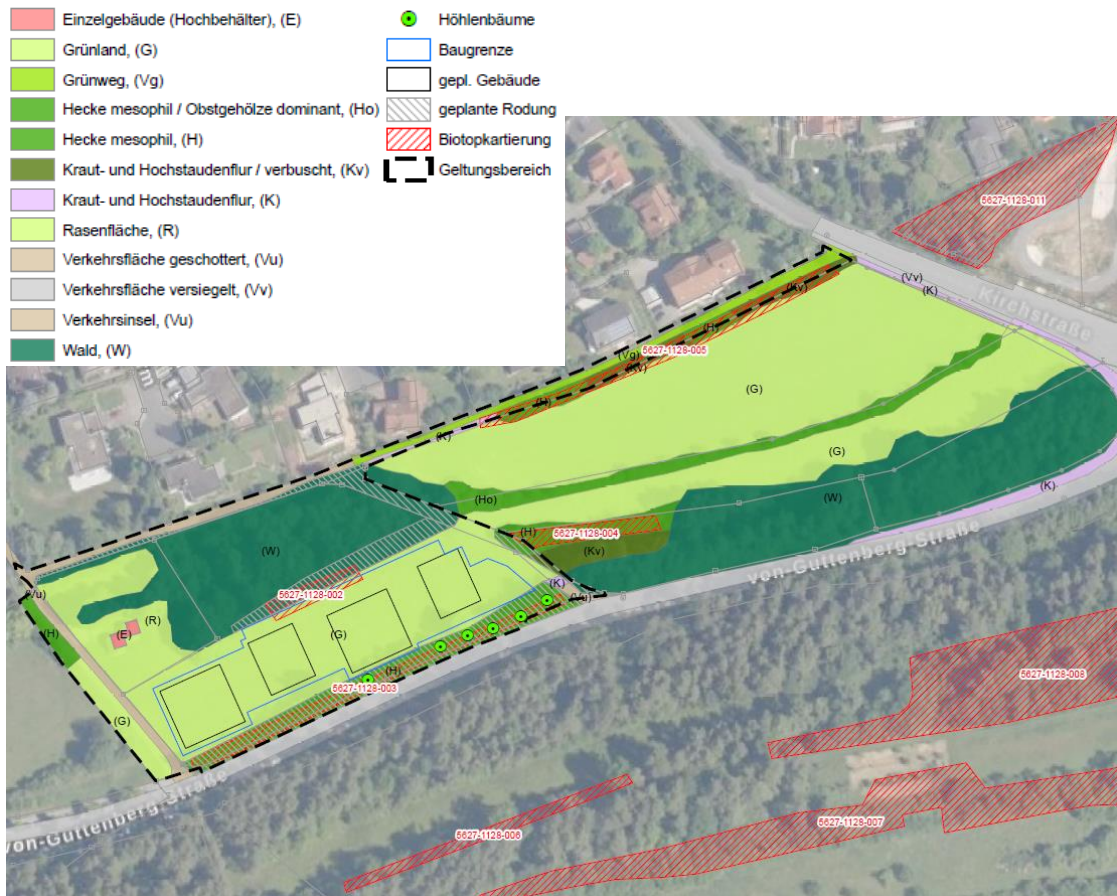 Einzelgebäude (Hochbehälter), (E)
Grünland, (G)
Grünweg, (Vg)
Hecke mesophil / Obstgehölze dominant, (Ho)
Hecke mesophil, (H)
Kraut- und Hochstaudenflur / verbuscht, (Kv)
Kraut- und Hochstaudenflur, (K)
Rasenfläche, (R)
Verkehrsfläche geschottert, (Vu)
Verkehrsfläche versiegelt, (Vv)
Verkehrsinsel, (Vu)
Wald, (W)
Höhlenbäume
Baugrenze
gepl. Gebäude
geplante Rodung
Biotopkartierung
Geltungsbereich
5627-1128-011
(Vv)
(K)
Kirchstraße
(Kv)
(H)
5627-1128-005
(Vg)
(Kv)
(G)
(H)
(K)
(G)
(Ho)
(W)
(K)
(H)
5627-1128-004
(Kv)
(W)
von-Guttenberg-Straße
(K)
(Vu)
(Vu)
5627-1128-002
(R)
(H)
(E)
(G)
(H)
5627-1128-003
5627-1128-008
(G)
von-Guttenberg-Straße
5627-1128-007
5627-1128-006